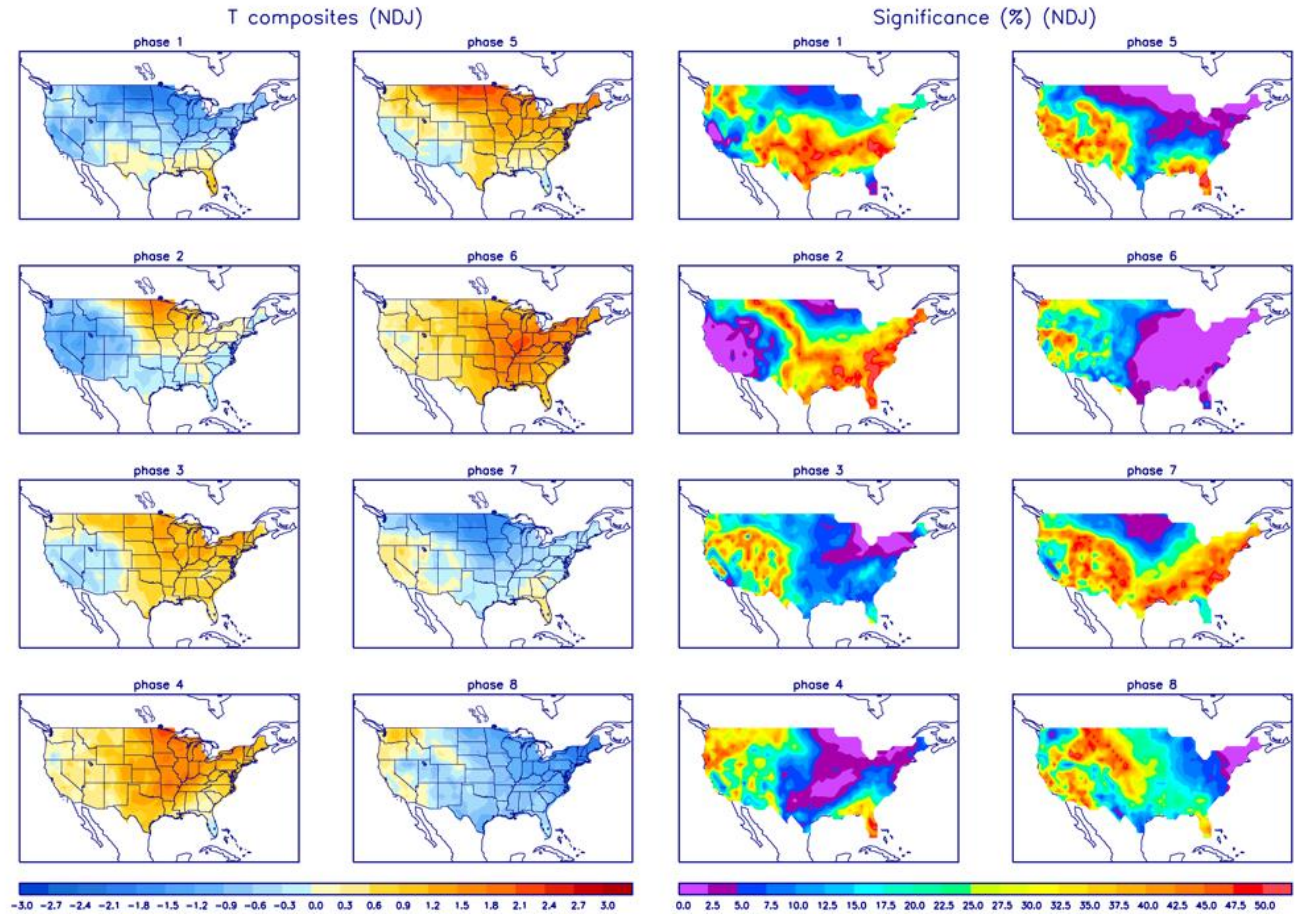 T composites (NDJ)
Significance (%) (NDJ)
phase 1
phase 5
phase 1
phase 5
phase 2
phase 6
phase 2
phase 6
phase 3
phase 7
phase 3
phase 7
phase 4
phase 8
phase 4
phase 8
-3.0 -2.7 -2.4 -2.1 -1.8 -1.5 -1.2 -0.9 -0.6 -0.3 0.0 0.3 0.6 0.9 1.2 1.5 1.8 2.1 2.4 2.7 3.0
0.0 2.5 5.0 7.5 10.0 12.5 15.0 17.5 20.0 22.5 25.0 27.5 30.0 32.5 35.0 37.5 40.0 42.5 45.0 47.5 50.0